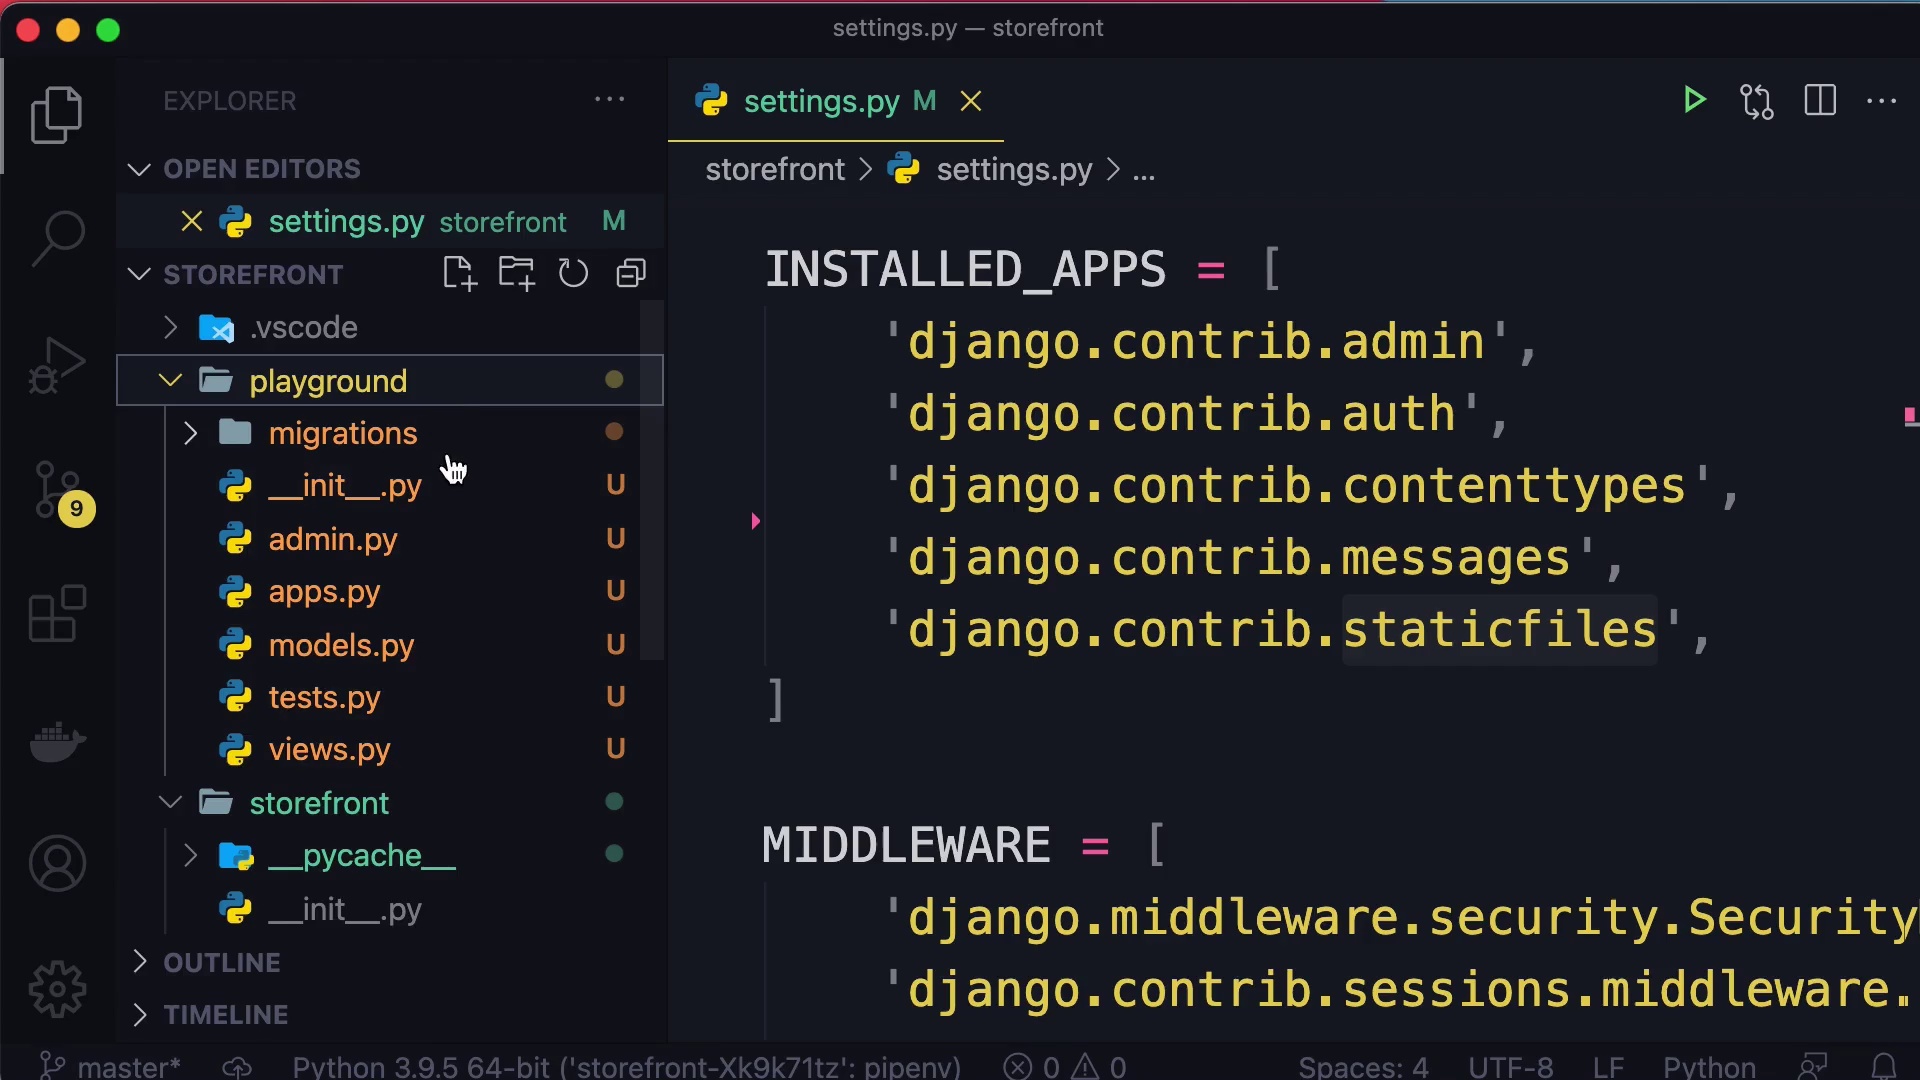 settings.py — storefront
EXPLORER
OPEN EDITORS
settings.py storefront M
STOREFRONT
.vscode
playground
migrations
__init__.py U
admin.py U
apps.py U
models.py U
tests.py U
views.py U
storefront
__pycache__
__init__.py
OUTLINE
TIMELINE
9
settings.py M
storefront > settings.py > ...
INSTALLED_APPS = [
'django.contrib.admin',
'django.contrib.auth',
'django.contrib.contenttypes',
'django.contrib.messages',
'django.contrib.staticfiles',
]
MIDDLEWARE = [
'django.middleware.security.Security
'django.contrib.sessions.middleware.
master* Python 3.9.5 64-bit ('storefront-Xk9k71tz': pipenv) 0 0 Spaces: 4 UTF-8 LF Python